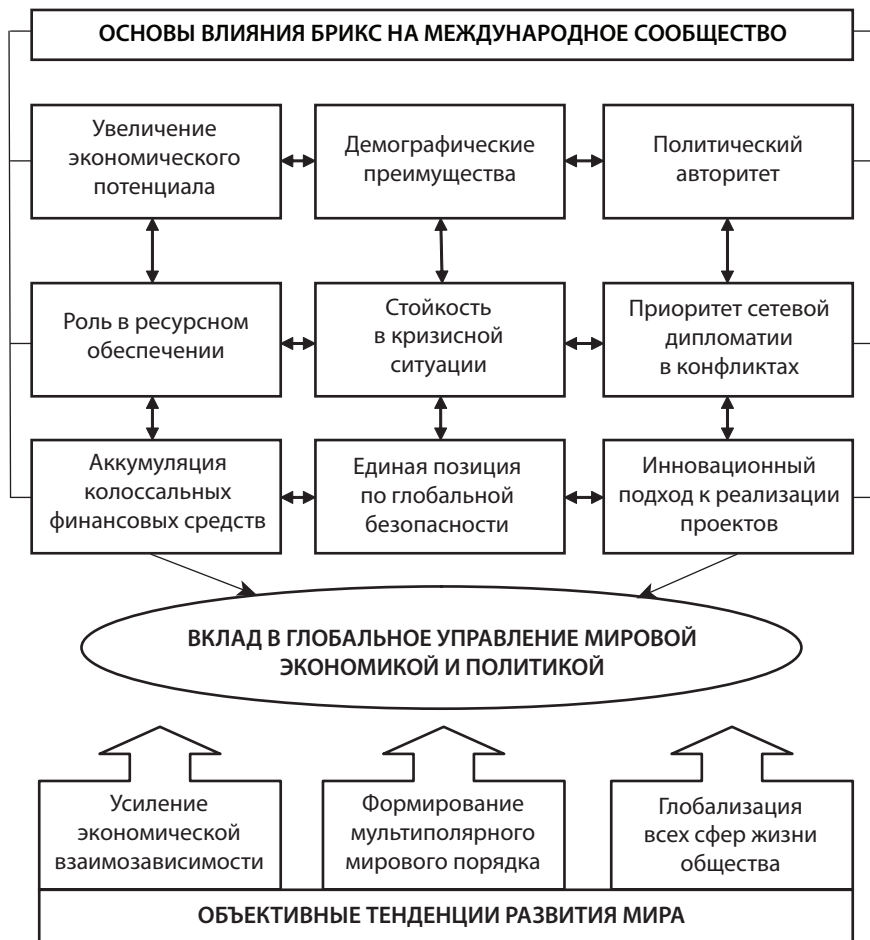 ОСНОВЫ ВЛИЯНИЯ БРИКС НА МЕЖДУНАРОДНОЕ СООБЩЕСТВО
Увеличение
экономического
потенциала
Демографические
преимущества
Политический
авторитет
Роль в ресурсном
обеспечении
Стойкость
в кризисной
ситуации
Приоритет сетевой
дипломатии
в конфликтах
Аккумуляция
колоссальных
финансовых средств
Единая позиция
по глобальной
безопасности
Инновационный
подход к реализации
проектов
ВКЛАД В ГЛОБАЛЬНОЕ УПРАВЛЕНИЕ МИРОВОЙ
ЭКОНОМИКОЙ И ПОЛИТИКОЙ
Усиление
экономической
взаимозависимости
Формирование
мультиполярного
мирового порядка
Глобализация
всех сфер жизни
общества
ОБЪЕКТИВНЫЕ ТЕНДЕНЦИИ РАЗВИТИЯ МИРА